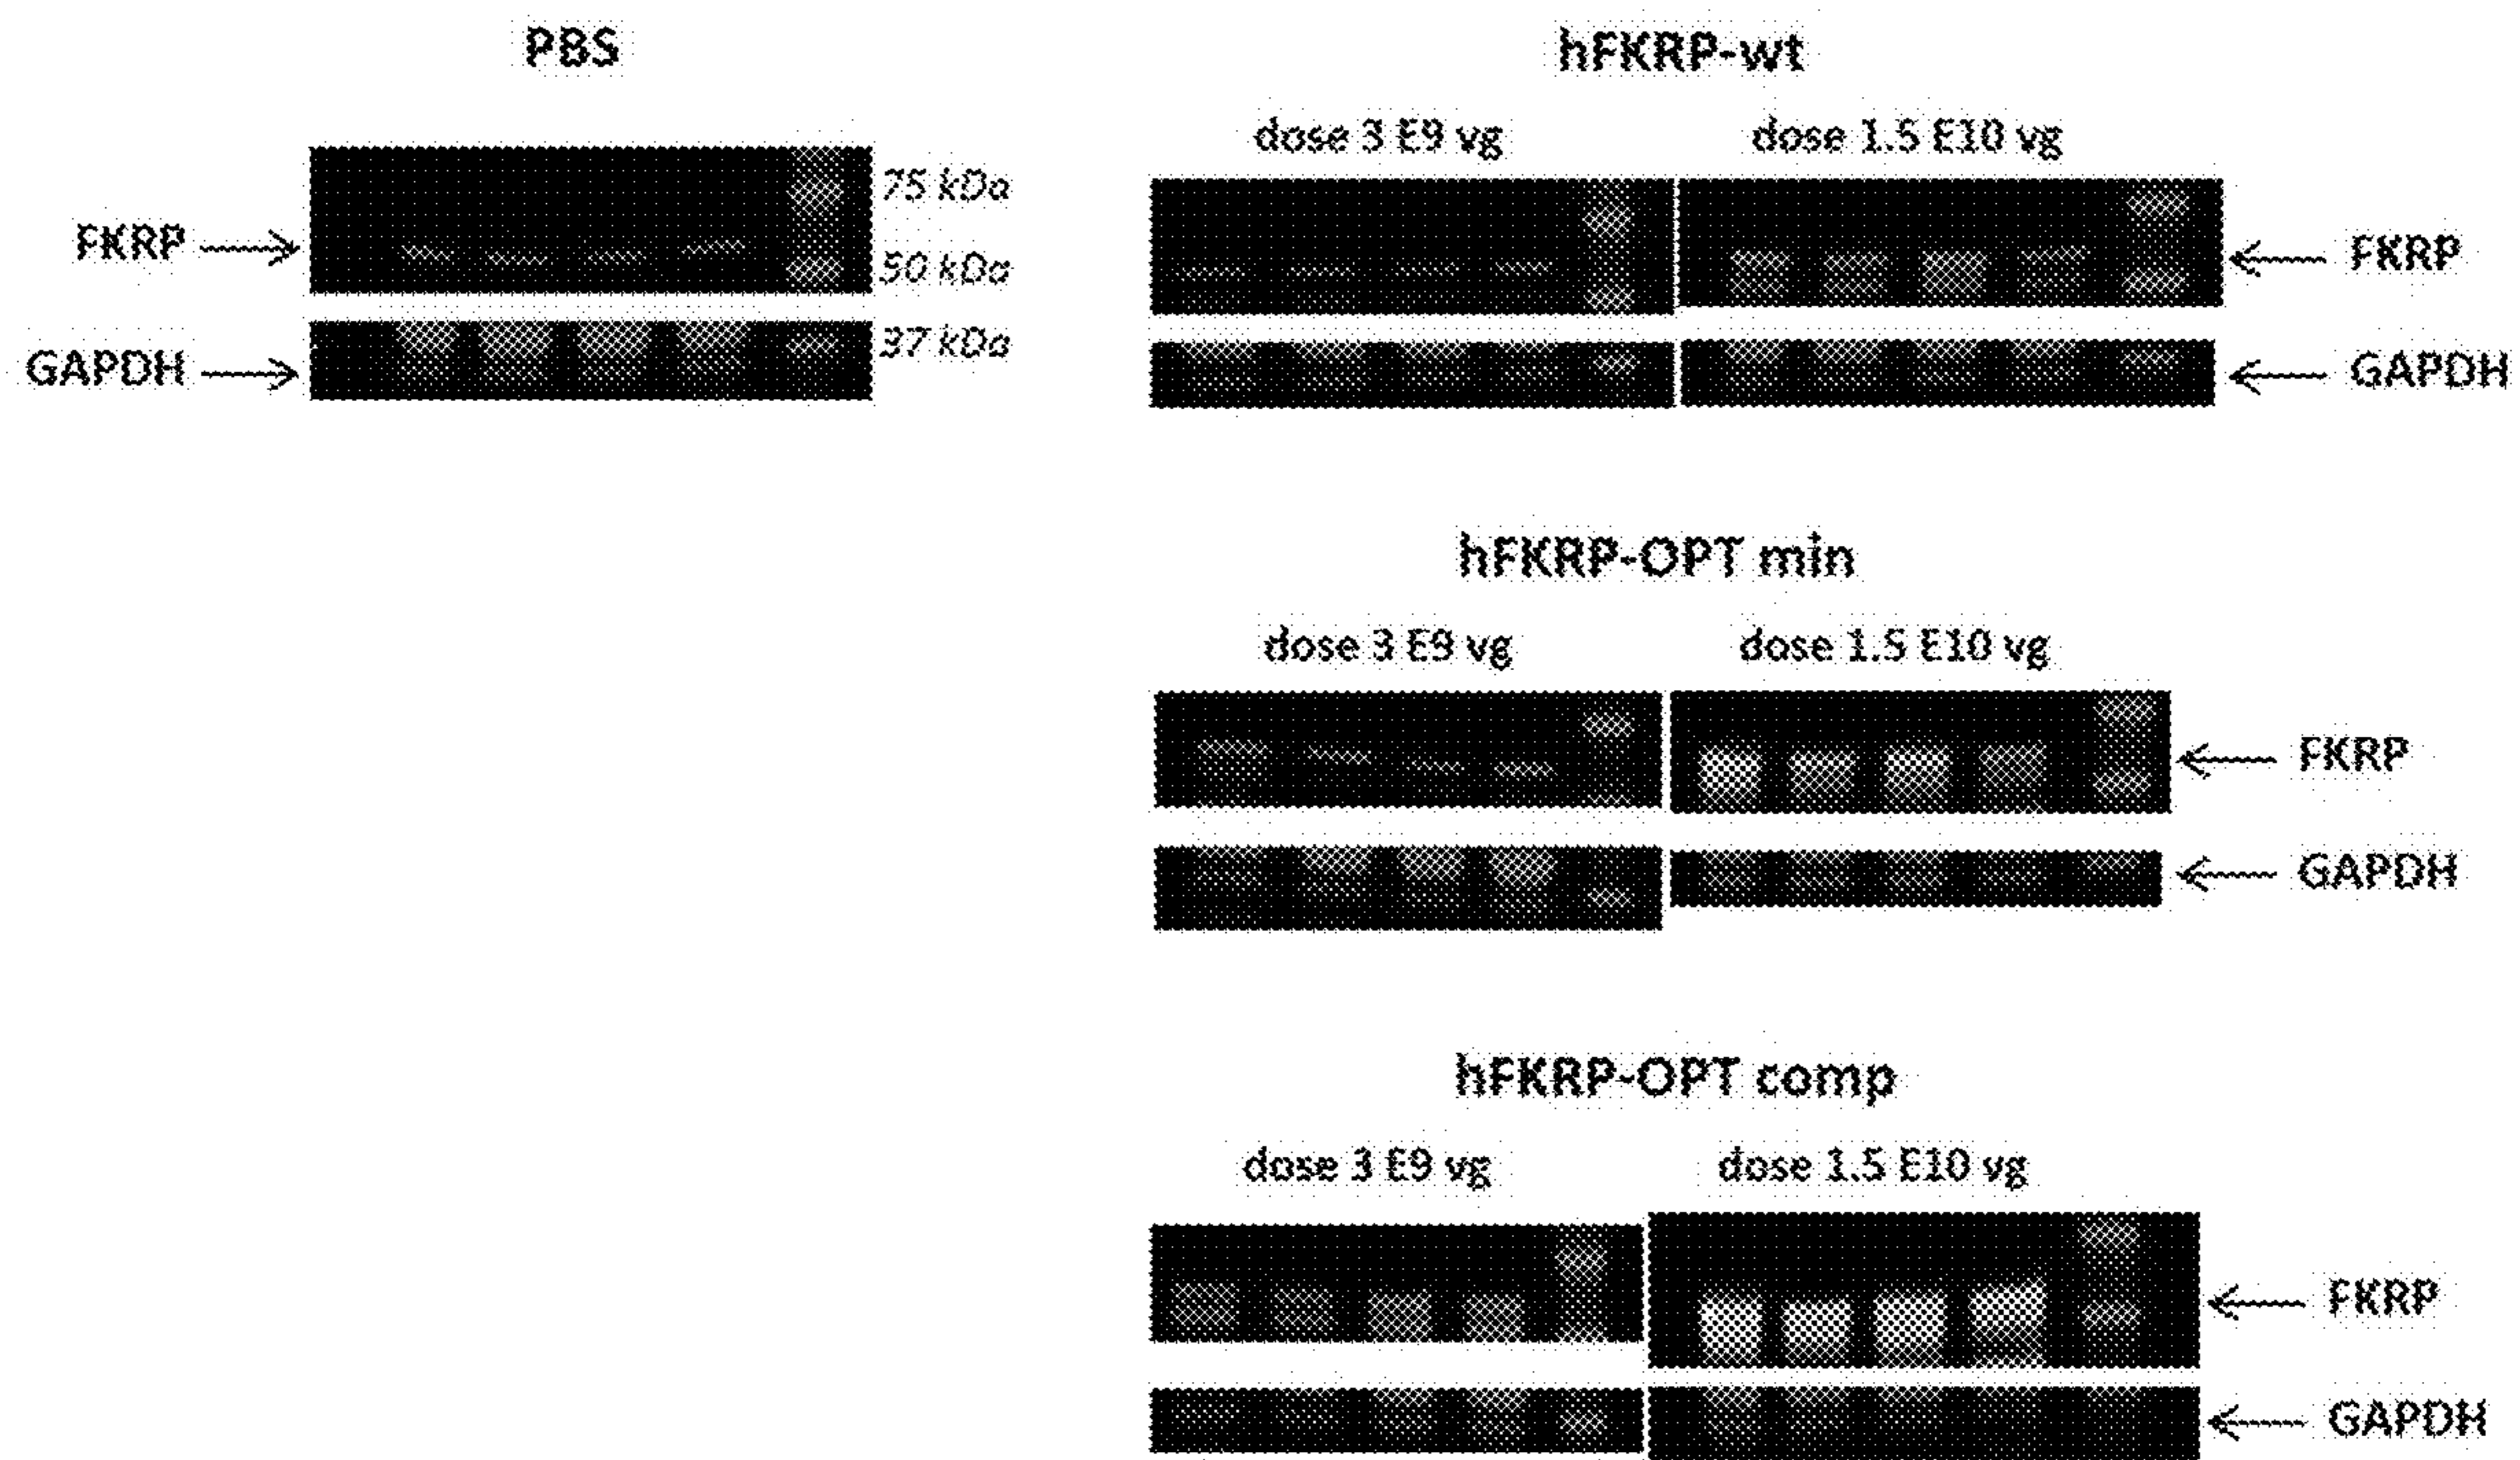 PBS
75 kDa
FKRP
50 kDa
37 kDa
GAPDH
hFKRP-wt
dose 3 E9 vg
dose 1.5 E10 vg
FKRP
GAPDH
hFKRP-OPT min
dose 3 E9 vg
dose 1.5 E10 vg
FKRP
GAPDH
hFKRP-OPT comp
dose 3 E9 vg
dose 1.5 E10 vg
FKRP
GAPDH